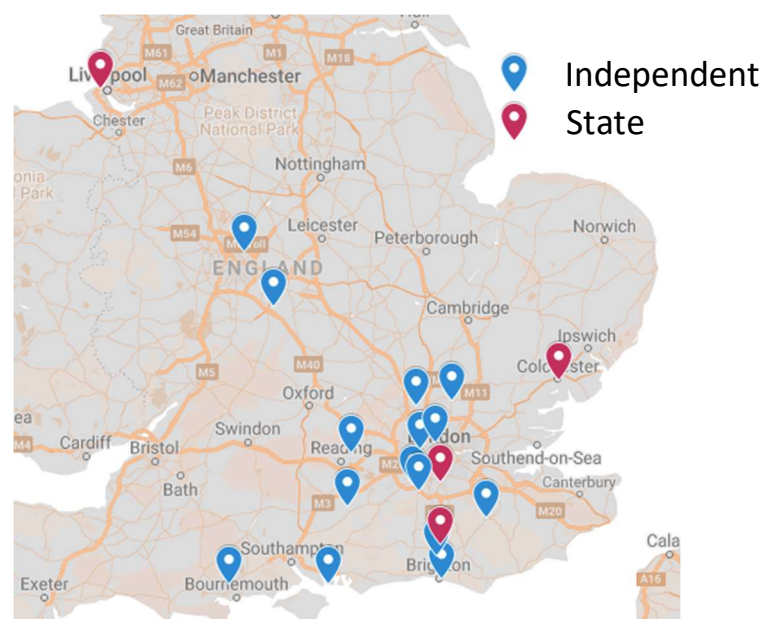 Great Britain
M61
M1
M18
Liverpool
M62
Manchester
Independent
State
Chester
Peak District
National Park
M6
Nottingham
Park
M54
Leicester
Peterborough
Norwich
ENGLAND
Cambridge
Ipswich
Colchester
M5
M40
M11
Oxford
Swindon
Reading
London
M4
Cardiff
Bristol
Southend-on-Sea
Bath
M3
Canterbury
M20
Southampton
Cala
Exeter
Bournemouth
Brighton
A16